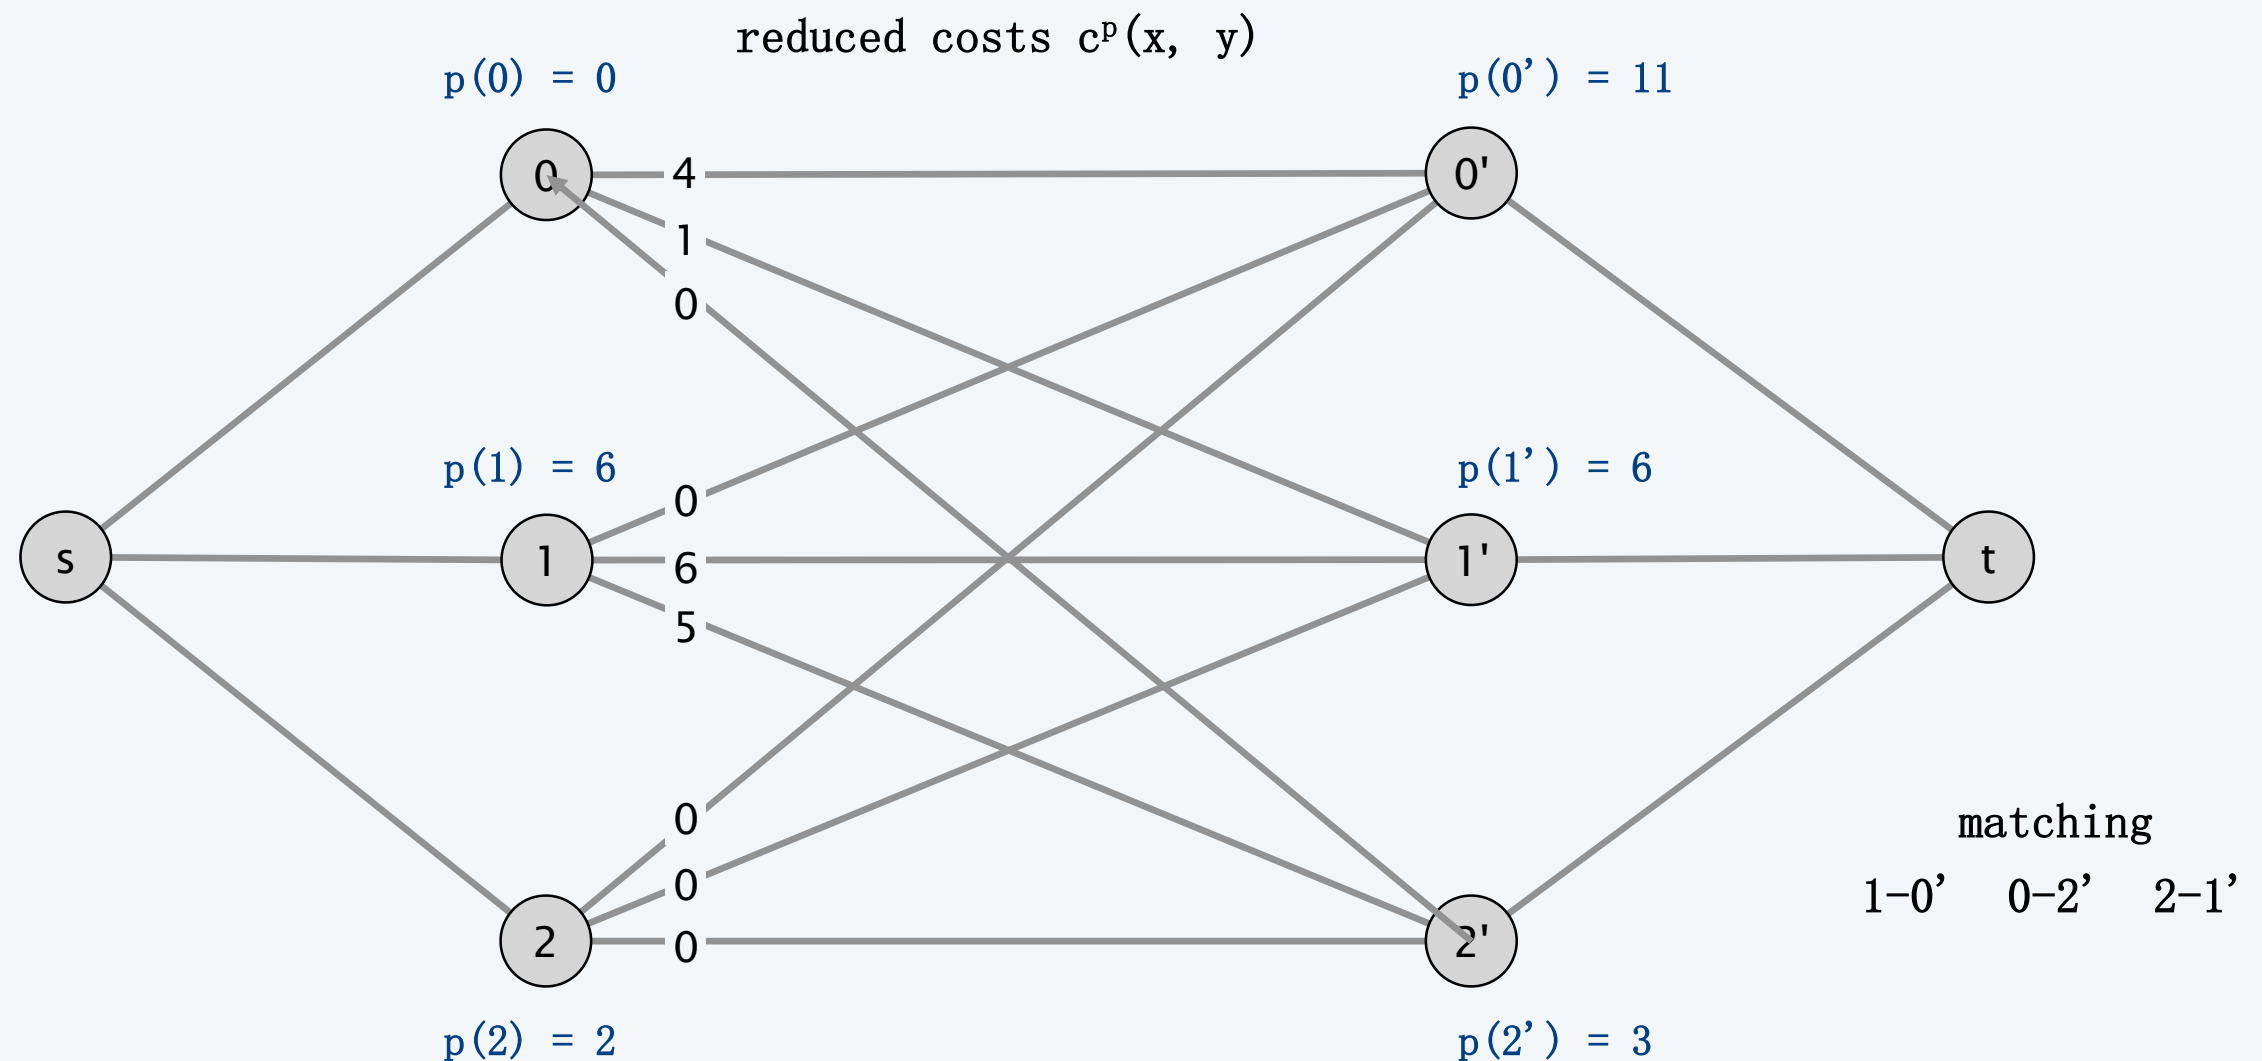 reduced costs cᵖ(x, y)
p(0) = 0
p(0') = 11
0
4
0'
1
0
p(1) = 6
p(1') = 6
0
s
1
6
1'
t
5
0
matching
0
1-0' 0-2' 2-1'
2
0
2'
p(2) = 2
p(2') = 3